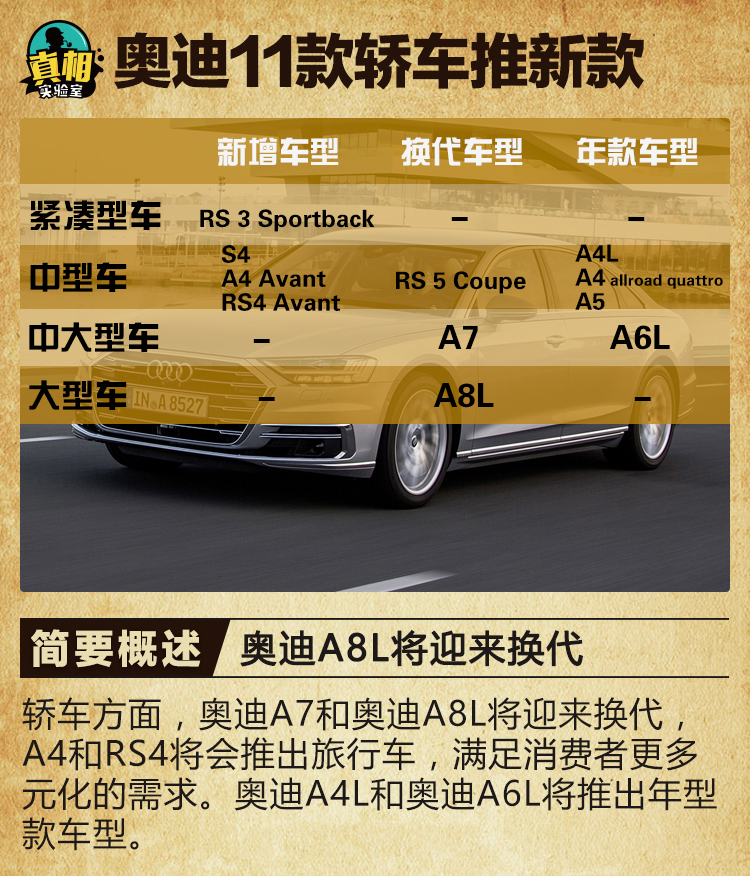 真相
实验室
奥迪11款轿车推新款
新增车型 换代车型 年款车型
紧凑型车 RS 3 Sportback – –
中型车 S4 A4 Avant RS4 Avant RS 5 Coupe A4L A4 allroad quattro A5
中大型车 – A7 A6L
大型车 – A8L –
IN A 8527
简要概述 奥迪A8L将迎来换代
轿车方面，奥迪A7和奥迪A8L将迎来换代，
A4和RS4将会推出旅行车，满足消费者更多
元化的需求。奥迪A4L和奥迪A6L将推出年型
款车型。